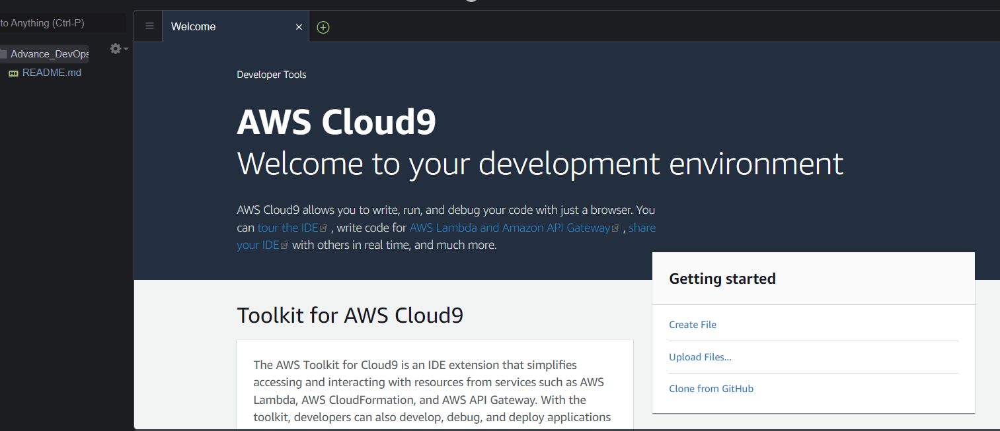 to Anything (Ctrl-P)
Welcome
Advance_DevOps
README.md
Developer Tools
AWS Cloud9
Welcome to your development environment
AWS Cloud9 allows you to write, run, and debug your code with just a browser. You
can tour the IDE , write code for AWS Lambda and Amazon API Gateway , share
your IDE with others in real time, and much more.
Getting started
Create File
Upload Files...
Clone from GitHub
Toolkit for AWS Cloud9
The AWS Toolkit for Cloud9 is an IDE extension that simplifies
accessing and interacting with resources from services such as AWS
Lambda, AWS CloudFormation, and AWS API Gateway. With the
toolkit, developers can also develop, debug, and deploy applications